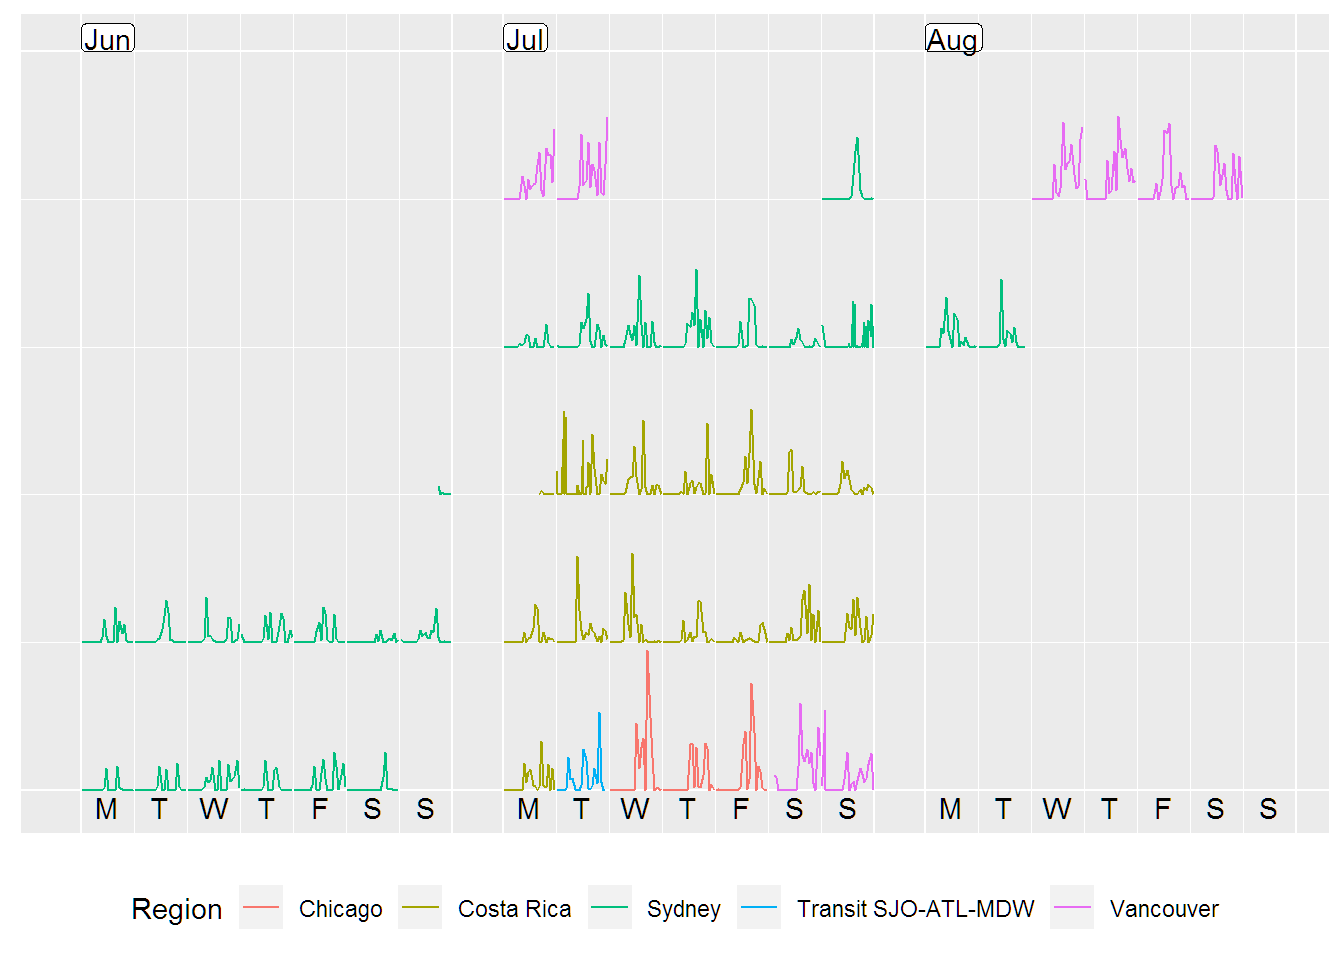 Jun Jul Aug
M T W T F S S M T W T F S S M T W T F S S
Region Chicago Costa Rica Sydney Transit SJO-ATL-MDW Vancouver